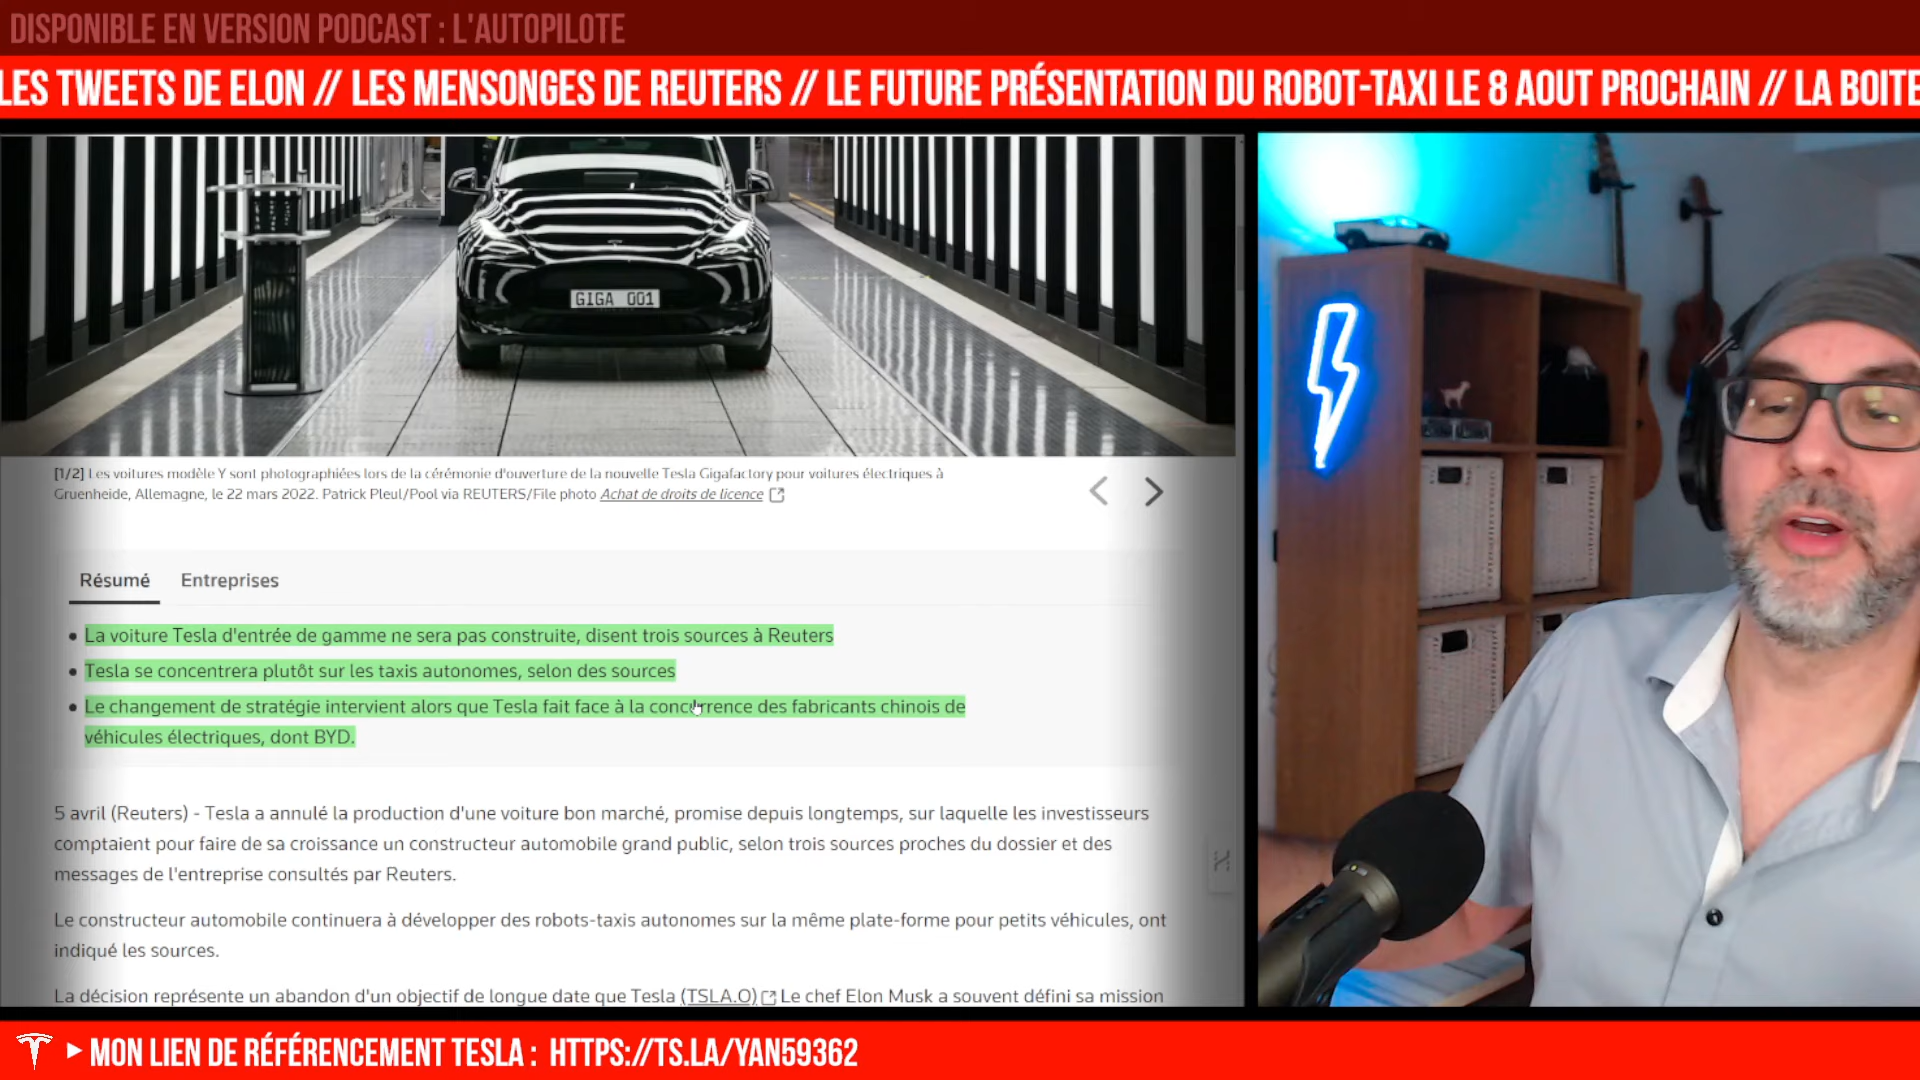 DISPONIBLE EN VERSION PODCAST : L'AUTOPILOTE
LES TWEETS DE ELON // LES MENSONGES DE REUTERS // LE FUTURE PRÉSENTATION DU ROBOT-TAXI LE 8 AOUT PROCHAIN // LA BOITE
GIGA 001
[1/2] Les voitures modèle Y sont photographiées lors de la cérémonie d'ouverture de la nouvelle Tesla Gigafactory pour voitures électriques à
Gruenheide, Allemagne, le 22 mars 2022. Patrick Pleul/Pool via REUTERS/File photo Achat de droits de licence
Résumé Entreprises
• La voiture Tesla d'entrée de gamme ne sera pas construite, disent trois sources à Reuters
• Tesla se concentrera plutôt sur les taxis autonomes, selon des sources
• Le changement de stratégie intervient alors que Tesla fait face à la concurrence des fabricants chinois de
véhicules électriques, dont BYD.
5 avril (Reuters) - Tesla a annulé la production d'une voiture bon marché, promise depuis longtemps, sur laquelle les investisseurs
comptaient pour faire de sa croissance un constructeur automobile grand public, selon trois sources proches du dossier et des
messages de l'entreprise consultés par Reuters.
Le constructeur automobile continuera à développer des robots-taxis autonomes sur la même plate-forme pour petits véhicules, ont
indiqué les sources.
La décision représente un abandon d'un objectif de longue date que Tesla (TSLA.O) Le chef Elon Musk a souvent défini sa mission
MON LIEN DE RÉFÉRENCEMENT TESLA : HTTPS://TS.LA/YAN59362